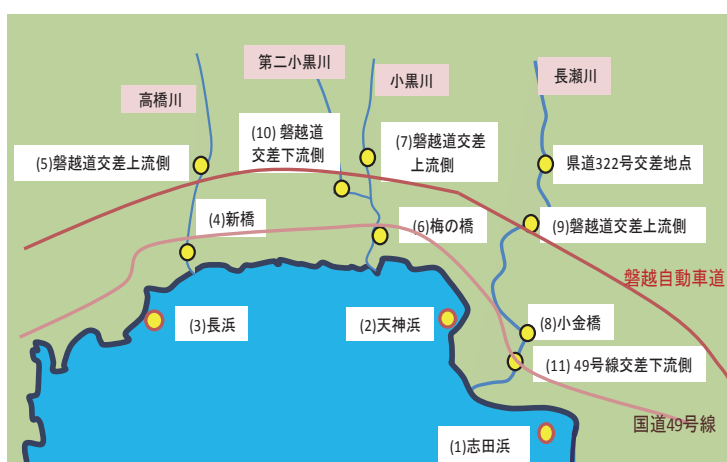 第二小黒川
小黒川
長瀬川
高橋川
(10) 磐越道
交差下流側
(7)磐越道交差
上流側
(5)磐越道交差上流側
県道322号交差地点
(4)新橋
(6)梅の橋
(9)磐越道交差上流側
磐越自動車道
(3)長浜
(2)天神浜
(8)小金橋
(11) 49号線交差下流側
国道49号線
(1)志田浜